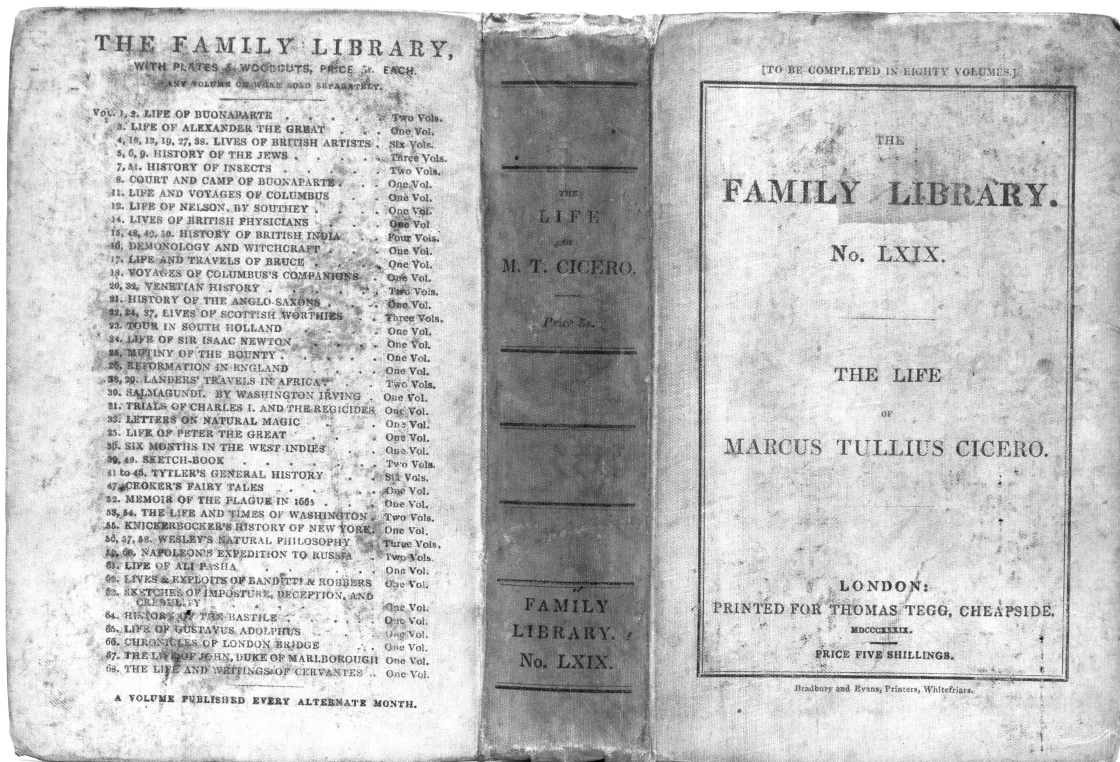 THE FAMILY LIBRARY,
WITH PLATES & WOODCUTS, PRICE 5s. EACH.
ANY VOLUME OR WORK SOLD SEPARATELY.
Vol. 1, 2. LIFE OF BUONAPARTE . . . Two Vols.
3. LIFE OF ALEXANDER THE GREAT . . . One Vol.
4, 10, 13, 19, 27, 38. LIVES OF BRITISH ARTISTS . Six Vols.
5, 6, 9. HISTORY OF THE JEWS . . . . Three Vols.
7, 51. HISTORY OF INSECTS . . . . Two Vols.
8. COURT AND CAMP OF BUONAPARTE . . . One Vol.
11. LIFE AND VOYAGES OF COLUMBUS . . One Vol.
12. LIFE OF NELSON, BY SOUTHEY . . . One Vol.
14. LIVES OF BRITISH PHYSICIANS . . . One Vol.
15, 48, 49, 50. HISTORY OF BRITISH INDIA . . Four Vols.
16. DEMONOLOGY AND WITCHCRAFT . . . One Vol.
17. LIFE AND TRAVELS OF BRUCE . . . One Vol.
18. VOYAGES OF COLUMBUS'S COMPANIONS . . One Vol.
20, 32. VENETIAN HISTORY . . . . Two Vols.
21. HISTORY OF THE ANGLO-SAXONS . . . One Vol.
22, 34, 37. LIVES OF SCOTTISH WORTHIES . . Three Vols.
23. TOUR IN SOUTH HOLLAND . . . One Vol.
24. LIFE OF SIR ISAAC NEWTON . . . One Vol.
25. MUTINY OF THE BOUNTY . . . . One Vol.
26. REFORMATION IN ENGLAND . . . One Vol.
28, 29. LANDERS' TRAVELS IN AFRICA . . Two Vols.
30. SALMAGUNDI. BY WASHINGTON IRVING . One Vol.
31. TRIALS OF CHARLES I. AND THE REGICIDES One Vol.
33. LETTERS ON NATURAL MAGIC . . . One Vol.
35. LIFE OF PETER THE GREAT . . . One Vol.
36. SIX MONTHS IN THE WEST INDIES . . One Vol.
39, 40. SKETCH-BOOK . . . . . Two Vols.
41 to 46. TYTLER'S GENERAL HISTORY . . Six Vols.
47. CROKER'S FAIRY TALES . . . . One Vol.
52. MEMOIR OF THE PLAGUE IN 1665 . . . One Vol.
53, 54. THE LIFE AND TIMES OF WASHINGTON . Two Vols.
55. KNICKERBOCKER'S HISTORY OF NEW YORK. One Vol.
56, 57, 58. WESLEY'S NATURAL PHILOSOPHY . Three Vols.
59, 60. NAPOLEON'S EXPEDITION TO RUSSIA . Two Vols.
61. LIFE OF ALI PASHA . . . . One Vol.
62. LIVES & EXPLOITS OF BANDITTI & ROBBERS One Vol.
63. SKETCHES OF IMPOSTURE, DECEPTION, AND
CREDULITY . . . . One Vol.
64. HISTORY OF THE BASTILE . . . . One Vol.
65. LIFE OF GUSTAVUS ADOLPHUS . . . One Vol.
66. CHRONICLES OF LONDON BRIDGE . . One Vol.
67. THE LIFE OF JOHN, DUKE OF MARLBOROUGH One Vol.
68. THE LIFE AND WRITINGS OF CERVANTES . . One Vol.
A VOLUME PUBLISHED EVERY ALTERNATE MONTH.
THE
LIFE
OF
M. T. CICERO.
Price 5s.
FAMILY
LIBRARY.
No. LXIX.
[TO BE COMPLETED IN EIGHTY VOLUMES.]
THE
FAMILY LIBRARY.
No. LXIX.
THE LIFE
OF
MARCUS TULLIUS CICERO.
LONDON:
PRINTED FOR THOMAS TEGG, CHEAPSIDE.
MDCCCXXXIX.
PRICE FIVE SHILLINGS.
Bradbury and Evans, Printers, Whitefriars.